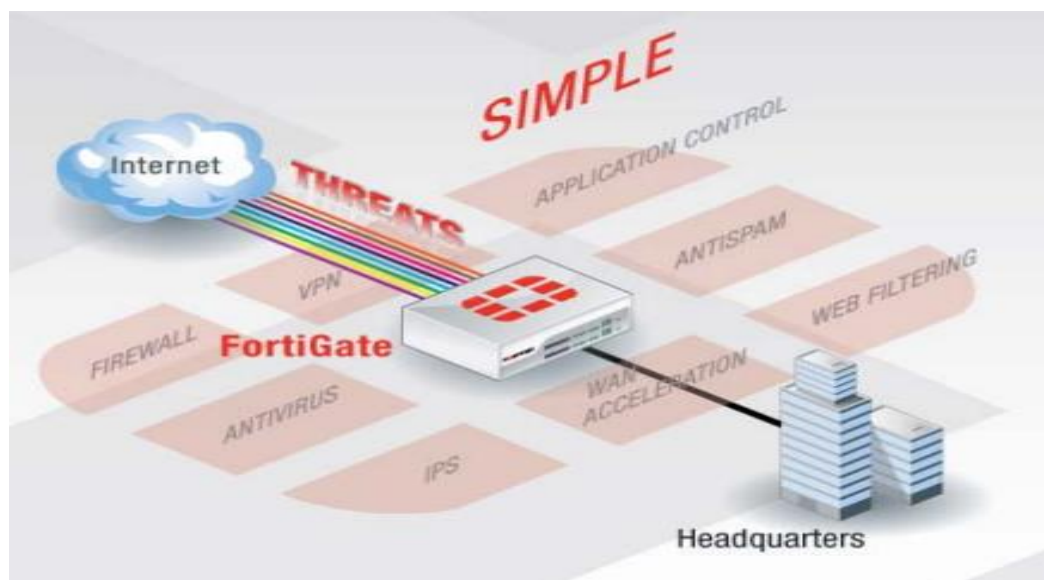 SIMPLE
APPLICATION CONTROL
Internet
THREATS
ANTISPAM
VPN
WEB FILTERING
FIREWALL
FortiGate
WAN
ACCELERATION
ANTIVIRUS
IPS
Headquarters